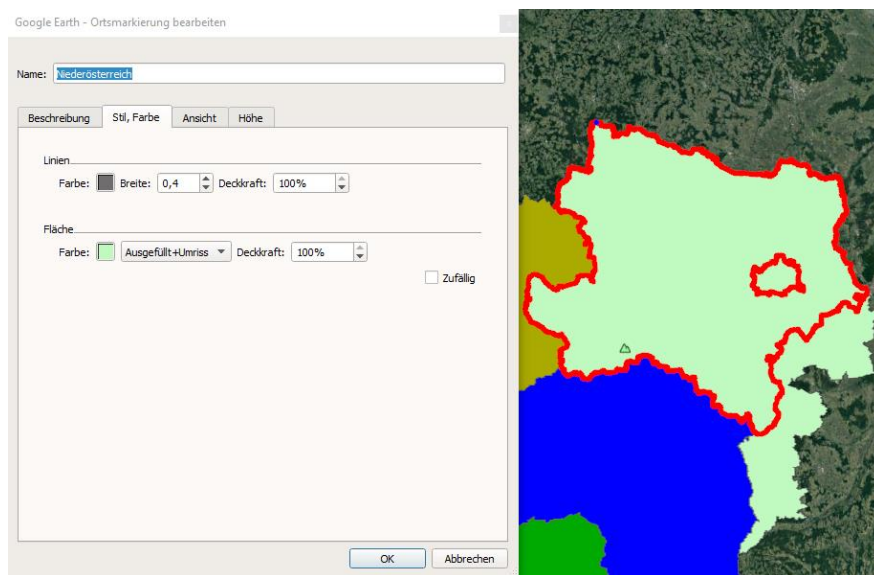 Google Earth - Ortsmarkierung bearbeiten
Name: Niederösterreich
Beschreibung Stil, Farbe Ansicht Höhe
Linien
Farbe: Breite: 0,4 Deckkraft: 100%
Fläche
Farbe: Ausgefüllt+Umriss Deckkraft: 100%
Zufällig
OK Abbrechen